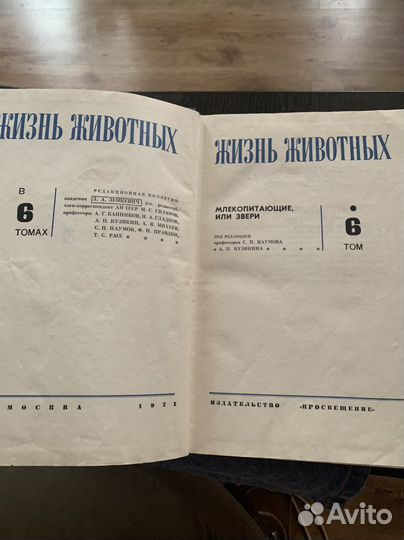 ЖИЗНЬ ЖИВОТНЫХ
В
6
ТОМАХ
РЕДАКЦИОННАЯ КОЛЛЕГИЯ:
академик Л. А. ЗЕНКЕВИЧ (гл. редактор),
член-корреспондент АН СССР М. С. ГИЛЯРОВ,
профессора: А. Г. БАННИКОВ, Н. А. ГЛАДКОВ,
А. П. КУЗЯКИН, А. В. МИХЕЕВ,
С. П. НАУМОВ, Ф. Н. ПРАВДИН,
Т. С. РАСС
МОСКВА 1971
ЖИЗНЬ ЖИВОТНЫХ
МЛЕКОПИТАЮЩИЕ,
ИЛИ ЗВЕРИ
6
ТОМ
ПОД РЕДАКЦИЕЙ
профессоров С. П. НАУМОВА
и А. П. КУЗЯКИНА
ИЗДАТЕЛЬСТВО «ПРОСВЕЩЕНИЕ»
Avito